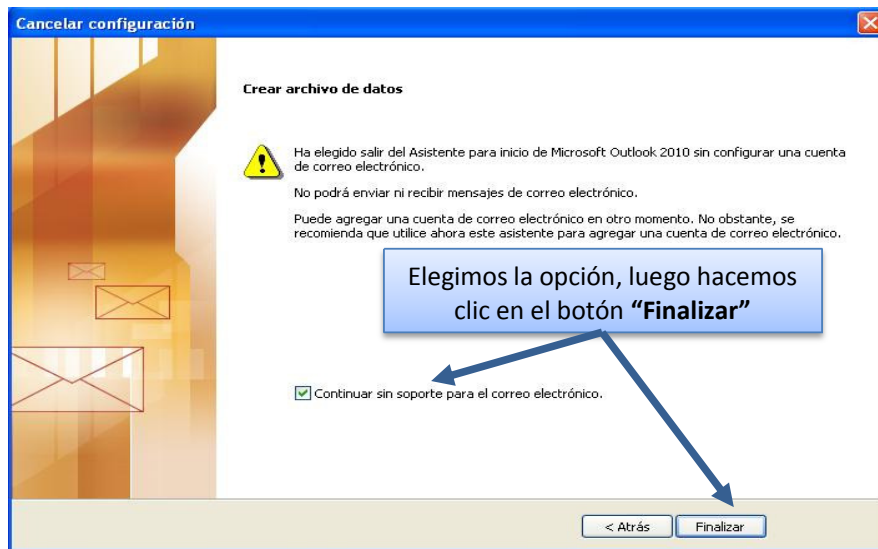 Cancelar configuración
Crear archivo de datos
Ha elegido salir del Asistente para inicio de Microsoft Outlook 2010 sin configurar una cuenta
de correo electrónico.
No podrá enviar ni recibir mensajes de correo electrónico.
Puede agregar una cuenta de correo electrónico en otro momento. No obstante, se
recomienda que utilice ahora este asistente para agregar una cuenta de correo electrónico.
Elegimos la opción, luego hacemos
clic en el botón “Finalizar”
Continuar sin soporte para el correo electrónico.
< Atrás
Finalizar